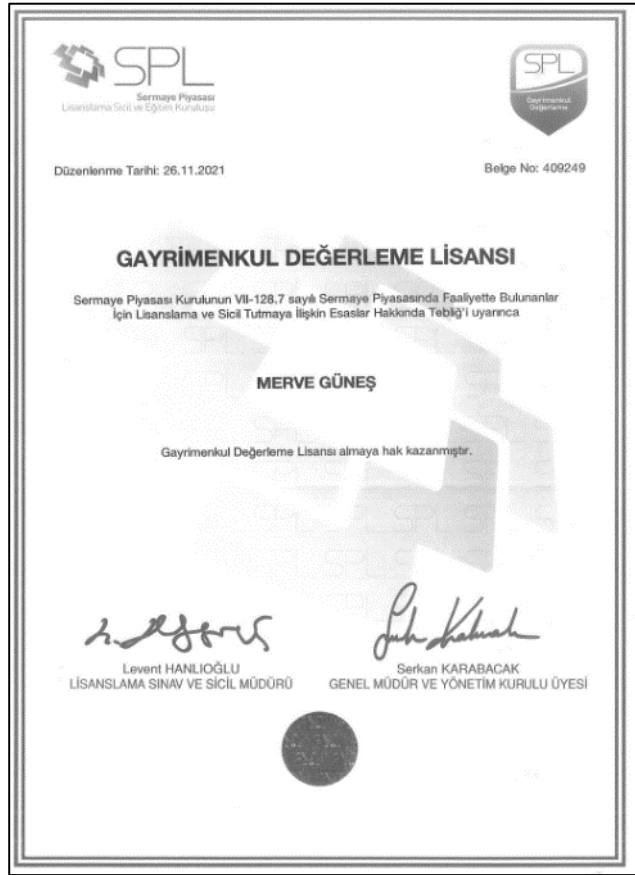 SPL
Sermaye Piyasası
Lisanslama Sicil ve Eğitim Kuruluşu
SPL
Gayrimenkul
Değerleme
Düzenlenme Tarihi: 26.11.2021
Belge No: 409249
GAYRİMENKUL DEĞERLEME LİSANSI
Sermaye Piyasası Kurulunun VII-128.7 sayılı Sermaye Piyasasında Faaliyette Bulunanlar
İçin Lisanslama ve Sicil Tutmaya İlişkin Esaslar Hakkında Tebliğ'i uyarınca
MERVE GÜNEŞ
Gayrimenkul Değerleme Lisansı almaya hak kazanmıştır.
Levent HANLIOĞLU
LİSANSLAMA SINAV VE SİCİL MÜDÜRÜ
Serkan KARABACAK
GENEL MÜDÜR VE YÖNETİM KURULU ÜYESİ